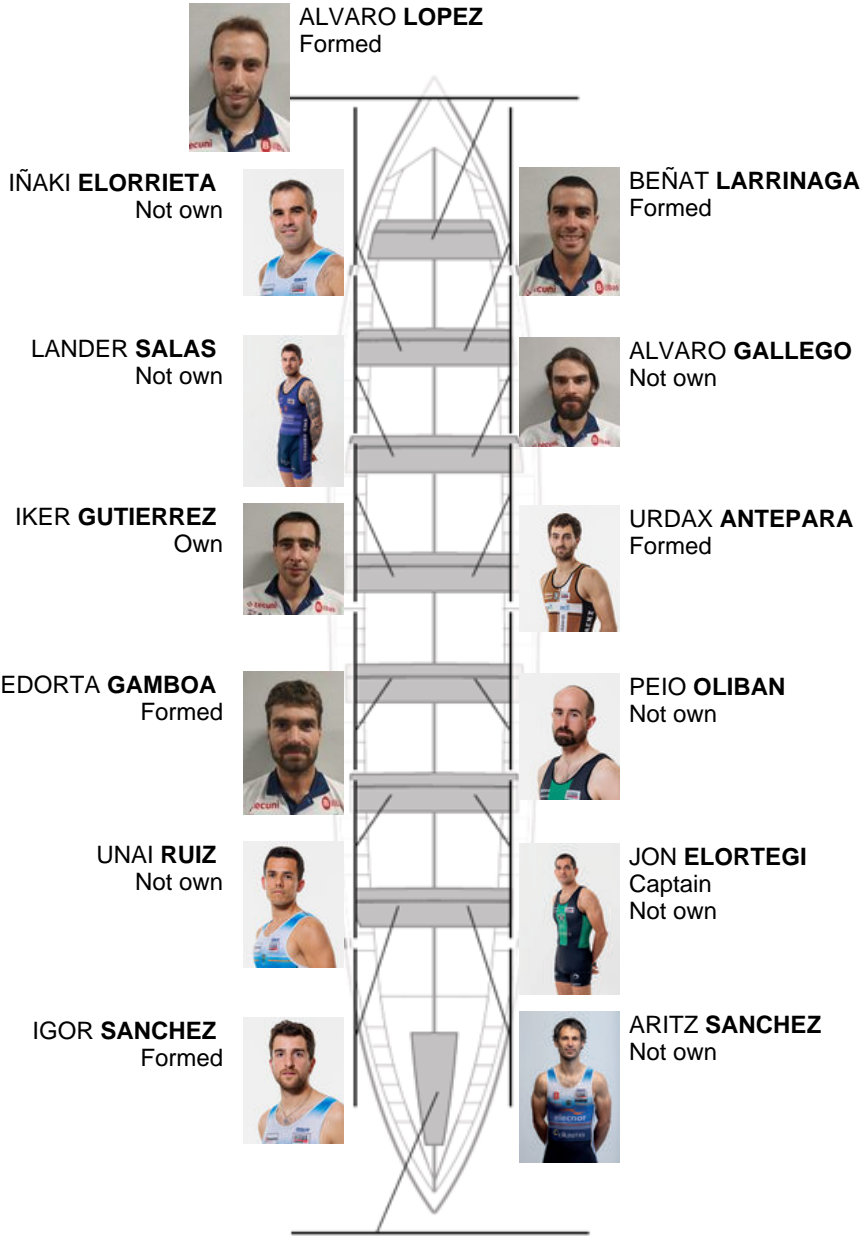 ALVARO LOPEZ
Formed
IÑAKI ELORRIETA
Not own
BEÑAT LARRINAGA
Formed
LANDER SALAS
Not own
ALVARO GALLEGO
Not own
IKER GUTIERREZ
Own
URDAX ANTEPARA
Formed
EDORTA GAMBOA
Formed
PEIO OLIBAN
Not own
UNAI RUIZ
Not own
JON ELORTEGI
Captain
Not own
IGOR SANCHEZ
Formed
ARITZ SANCHEZ
Not own
elecnor